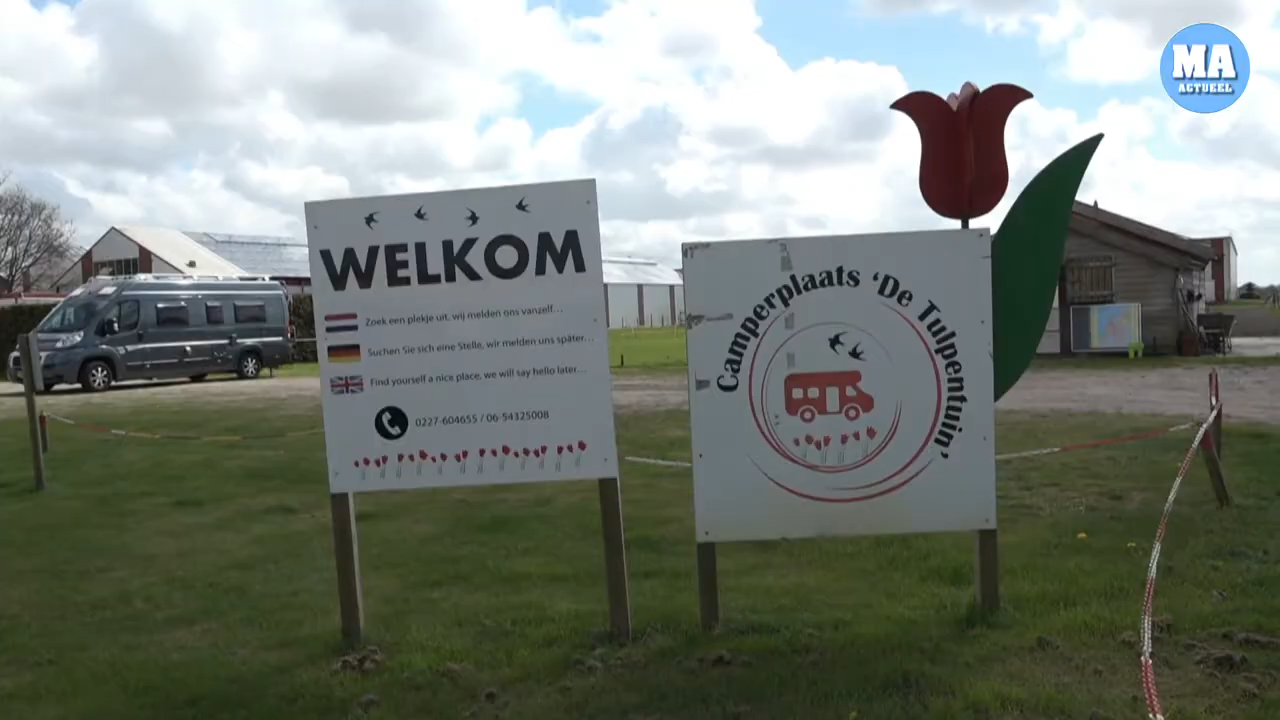 MA
ACTUEEL
WELKOM
Zoek een plekje uit, wij melden ons vanzelf...
Suchen Sie sich eine Stelle, wir melden uns später...
Find yourself a nice place, we will say hello later...
0227-604655 / 06-54325008
Camperplaats 'De Tulpentuin'